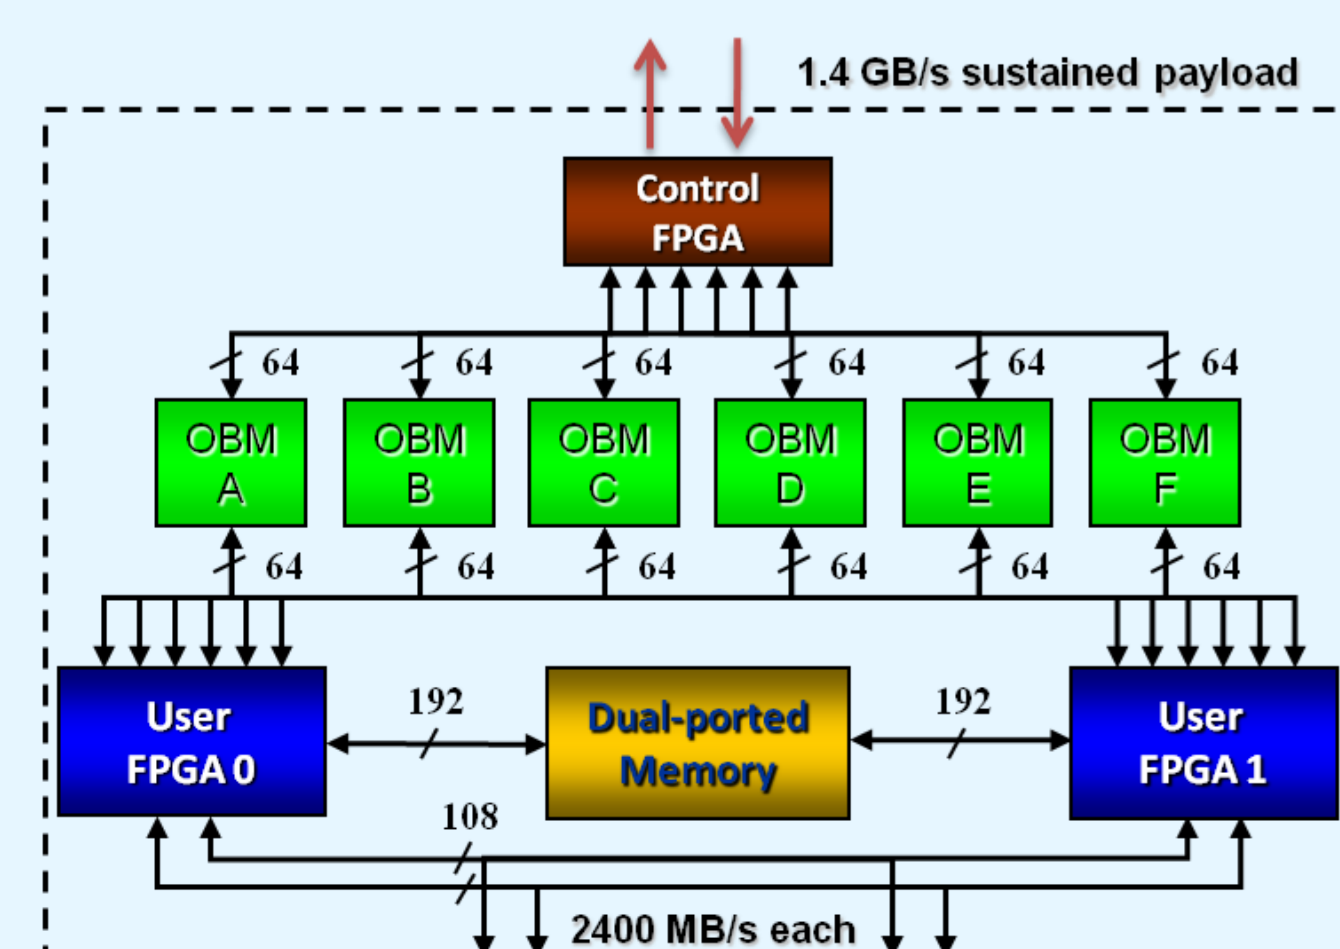 1.4 GB/s sustained payload
Control
FPGA
64 64 64 64 64 64
OBM
A
OBM
B
OBM
C
OBM
D
OBM
E
OBM
F
64 64 64 64 64 64
User
FPGA 0
192
Dual-ported
Memory
192
User
FPGA 1
108
2400 MB/s each